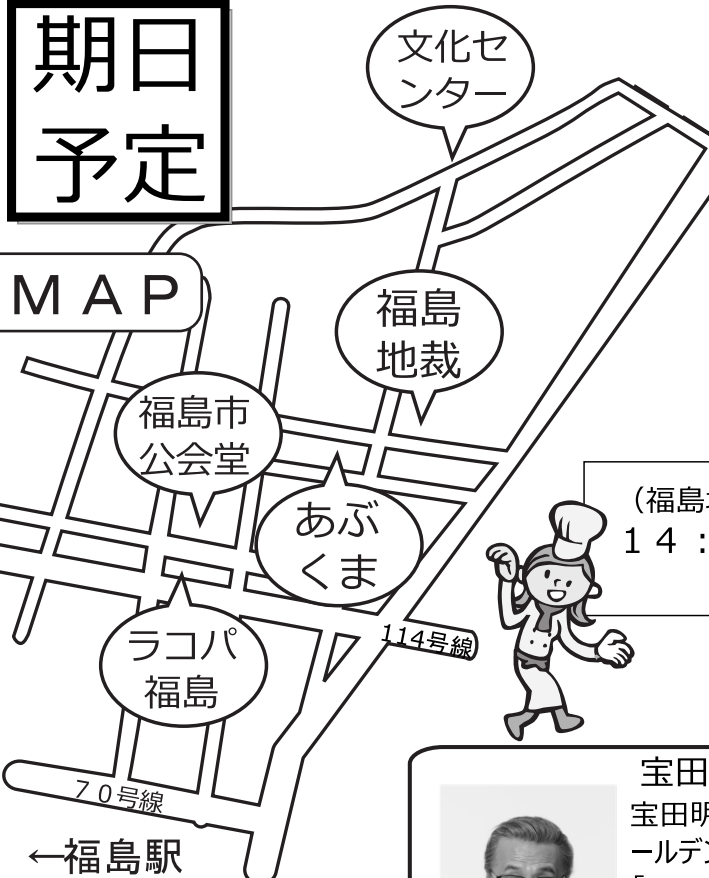 期日
予定
文化セ
ンター
MAP
福島
地裁
福島市
公会堂
あぶ
くま
(福島
14:
ラコパ
福島
114号線
70号線
←福島駅
宝田
宝田明
ールデン